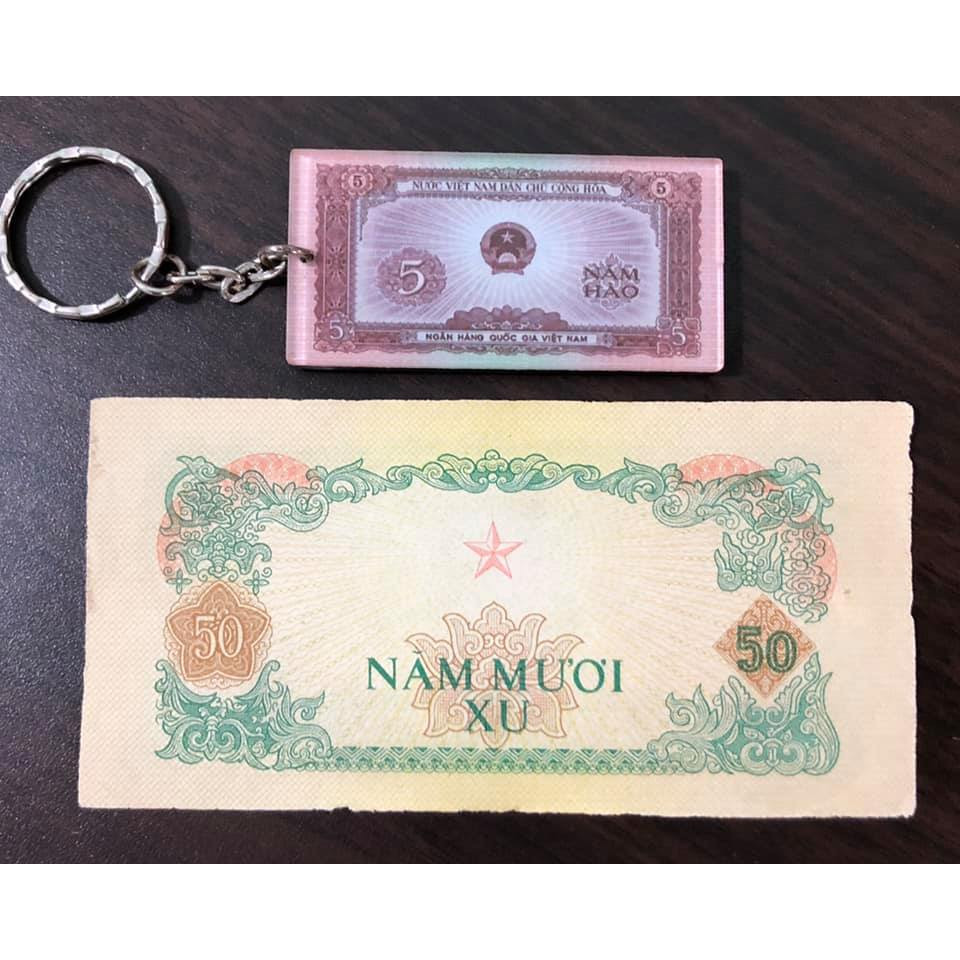 5 NƯỚC VIỆT NAM DÂN CHỦ CỘNG HÒA 5
5 NĂM
HÀO
5 NGÂN HÀNG QUỐC GIA VIỆT NAM 5
50 NĂM MƯƠI 50
XU